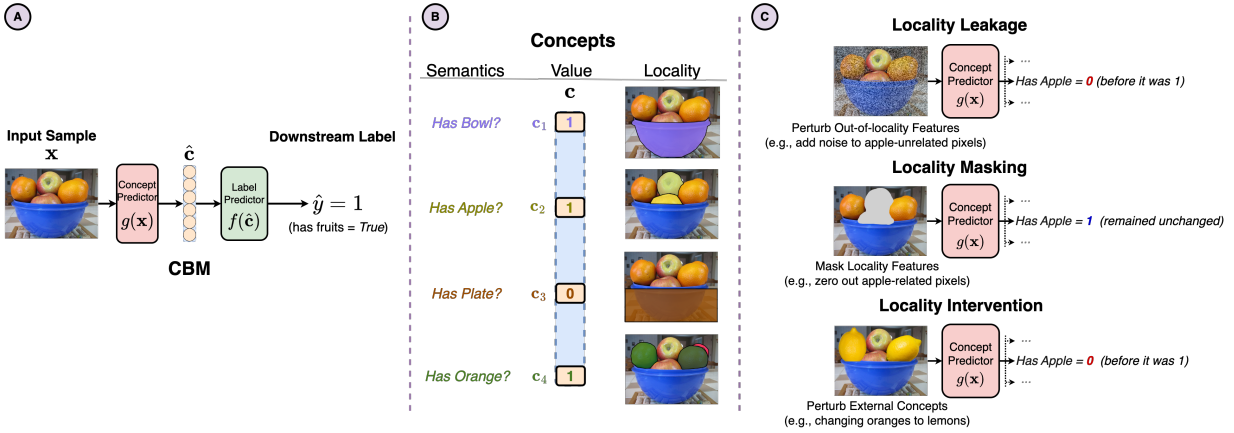 A
Input Sample
x
Concept
Predictor
g(x)
ĉ
Label
Predictor
f(ĉ)
Downstream Label
ŷ = 1
(has fruits = True)
CBM
B
Concepts
Semantics Value Locality
c
Has Bowl? c₁ 1
Has Apple? c₂ 1
Has Plate? c₃ 0
Has Orange? c₄ 1
C
Locality Leakage
Concept
Predictor
g(x)
...
Has Apple = 0 (before it was 1)
...
Perturb Out-of-locality Features
(e.g., add noise to apple-unrelated pixels)
Locality Masking
Concept
Predictor
g(x)
...
Has Apple = 1 (remained unchanged)
...
Mask Locality Features
(e.g., zero out apple-related pixels)
Locality Intervention
Concept
Predictor
g(x)
...
Has Apple = 0 (before it was 1)
...
Perturb External Concepts
(e.g., changing oranges to lemons)